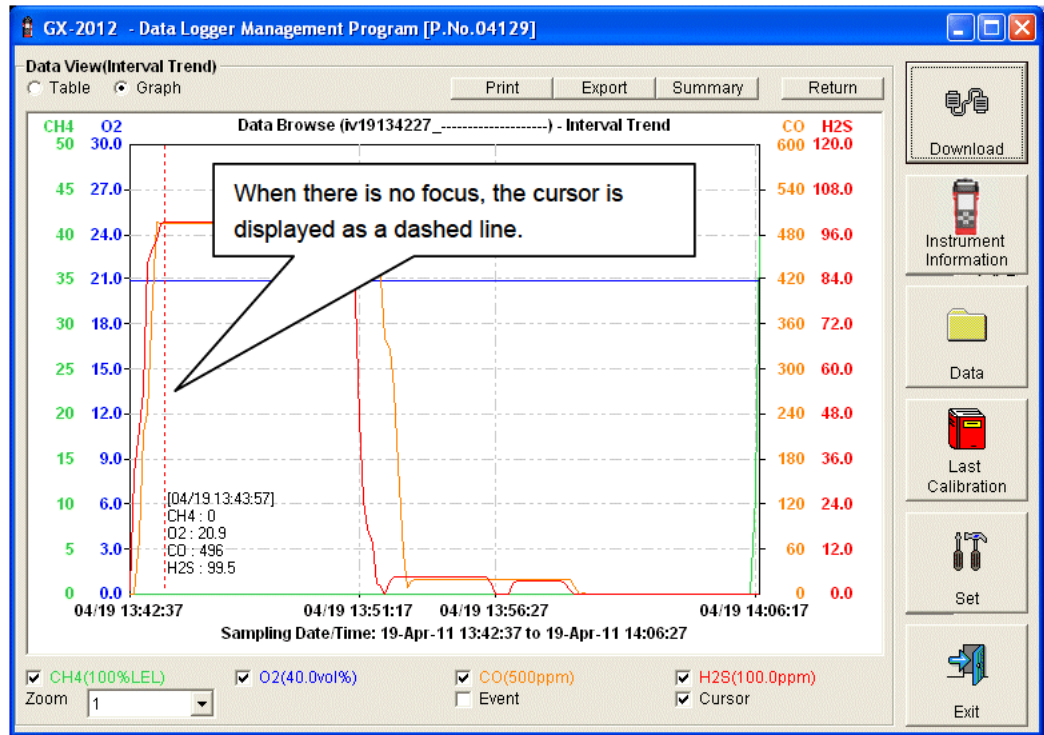 GX-2012 - Data Logger Management Program [P.No.04129]
Data View(Interval Trend)
Table Graph Print Export Summary Return
Data Browse (iv19134227_--------------------) - Interval Trend
CH4 O2 CO H2S
50 30.0 600 120.0
45 27.0 540 108.0
40 24.0 480 96.0
35 21.0 420 84.0
30 18.0 360 72.0
25 15.0 300 60.0
20 12.0 240 48.0
15 9.0 180 36.0
10 6.0 120 24.0
5 3.0 60 12.0
0 0.0 0 0.0
When there is no focus, the cursor is
displayed as a dashed line.
[04/19 13:43:57]
CH4 : 0
O2 : 20.9
CO : 496
H2S : 99.5
04/19 13:42:37 04/19 13:51:17 04/19 13:56:27 04/19 14:06:17
Sampling Date/Time: 19-Apr-11 13:42:37 to 19-Apr-11 14:06:27
CH4(100%LEL) O2(40.0vol%) CO(500ppm) H2S(100.0ppm)
Zoom 1 Event Cursor
Download
Instrument
Information
Data
Last
Calibration
Set
Exit